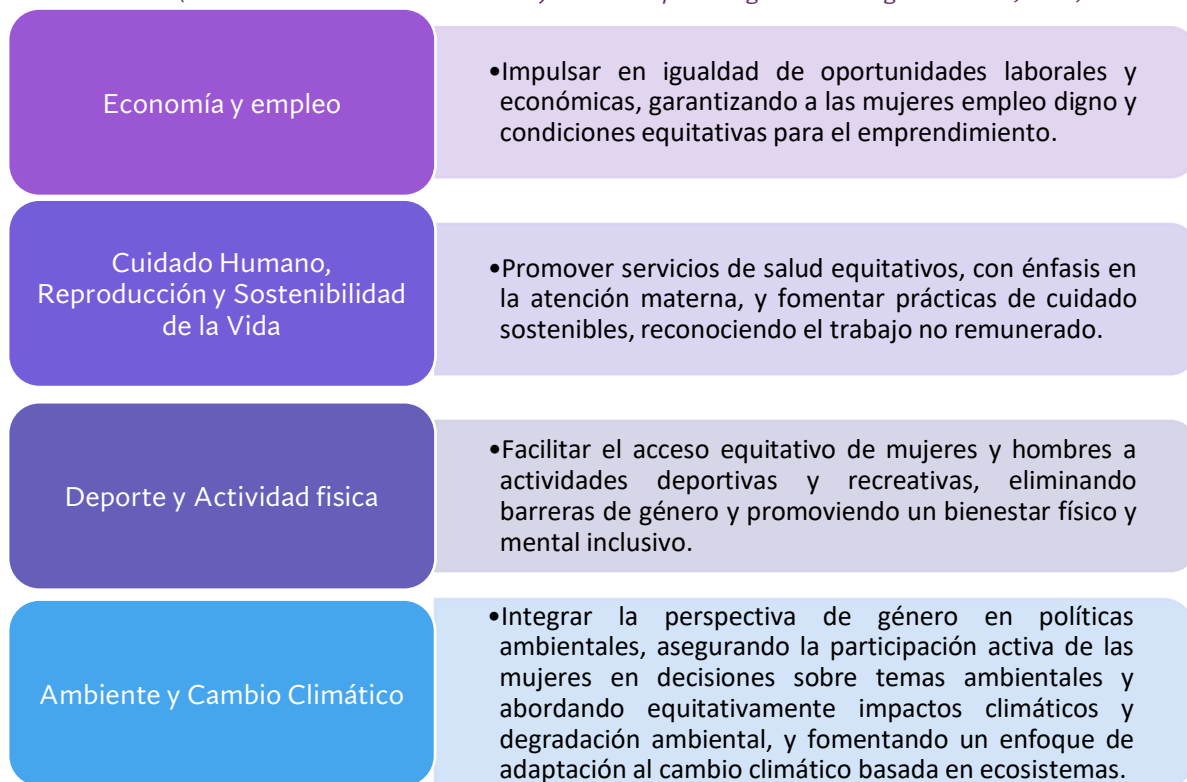 Economía y empleo
•Impulsar en igualdad de oportunidades laborales y
económicas, garantizando a las mujeres empleo digno y
condiciones equitativas para el emprendimiento.
Cuidado Humano,
Reproducción y Sostenibilidad
de la Vida
•Promover servicios de salud equitativos, con énfasis en
la atención materna, y fomentar prácticas de cuidado
sostenibles, reconociendo el trabajo no remunerado.
Deporte y Actividad fisica
•Facilitar el acceso equitativo de mujeres y hombres a
actividades deportivas y recreativas, eliminando
barreras de género y promoviendo un bienestar físico y
mental inclusivo.
Ambiente y Cambio Climático
•Integrar la perspectiva de género en políticas
ambientales, asegurando la participación activa de las
mujeres en decisiones sobre temas ambientales y
abordando equitativamente impactos climáticos y
degradación ambiental, y fomentando un enfoque de
adaptación al cambio climático basada en ecosistemas.